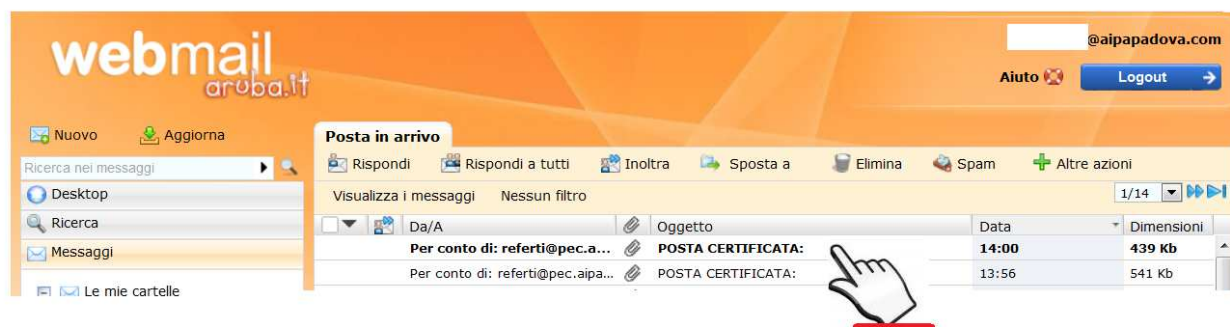 webmail
aruba.it
@aipapadova.com
Aiuto
Logout
Nuovo Aggiorna
Ricerca nei messaggi
Desktop
Ricerca
Messaggi
Le mie cartelle
Posta in arrivo
Rispondi Rispondi a tutti Inoltra Sposta a Elimina Spam Altre azioni
Visualizza i messaggi Nessun filtro 1/14
Da/A Oggetto Data Dimensioni
Per conto di: referti@pec.a... POSTA CERTIFICATA: 14:00 439 Kb
Per conto di: referti@pec.aipa... POSTA CERTIFICATA: 13:56 541 Kb